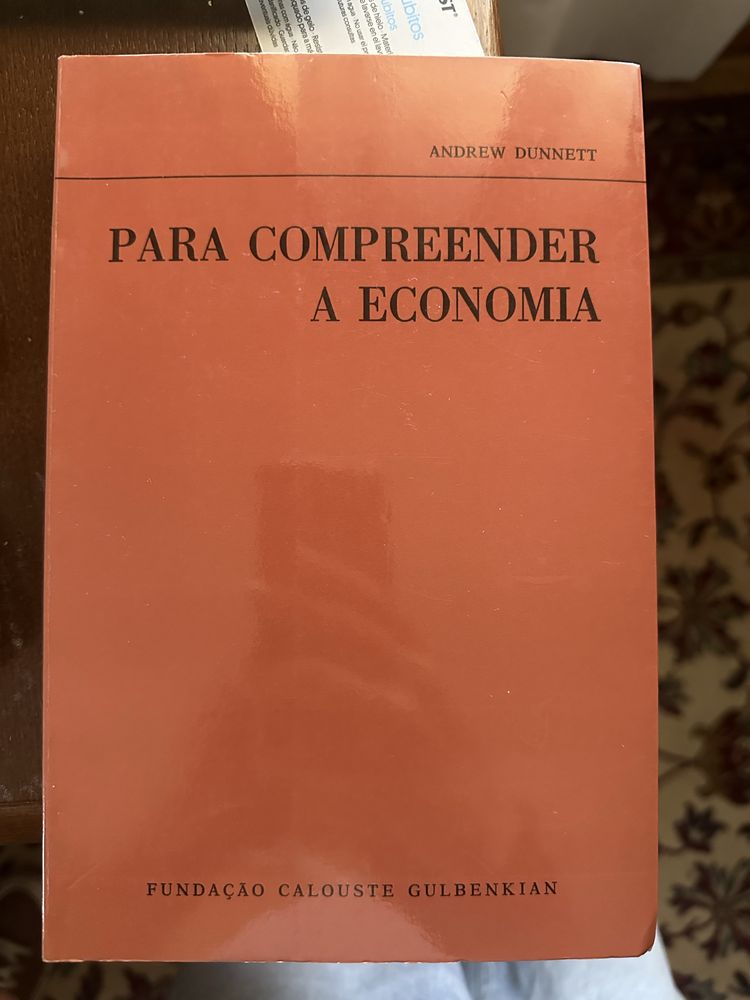 ANDREW DUNNETT
PARA COMPREENDER
A ECONOMIA
FUNDAÇÃO CALOUSTE GULBENKIAN